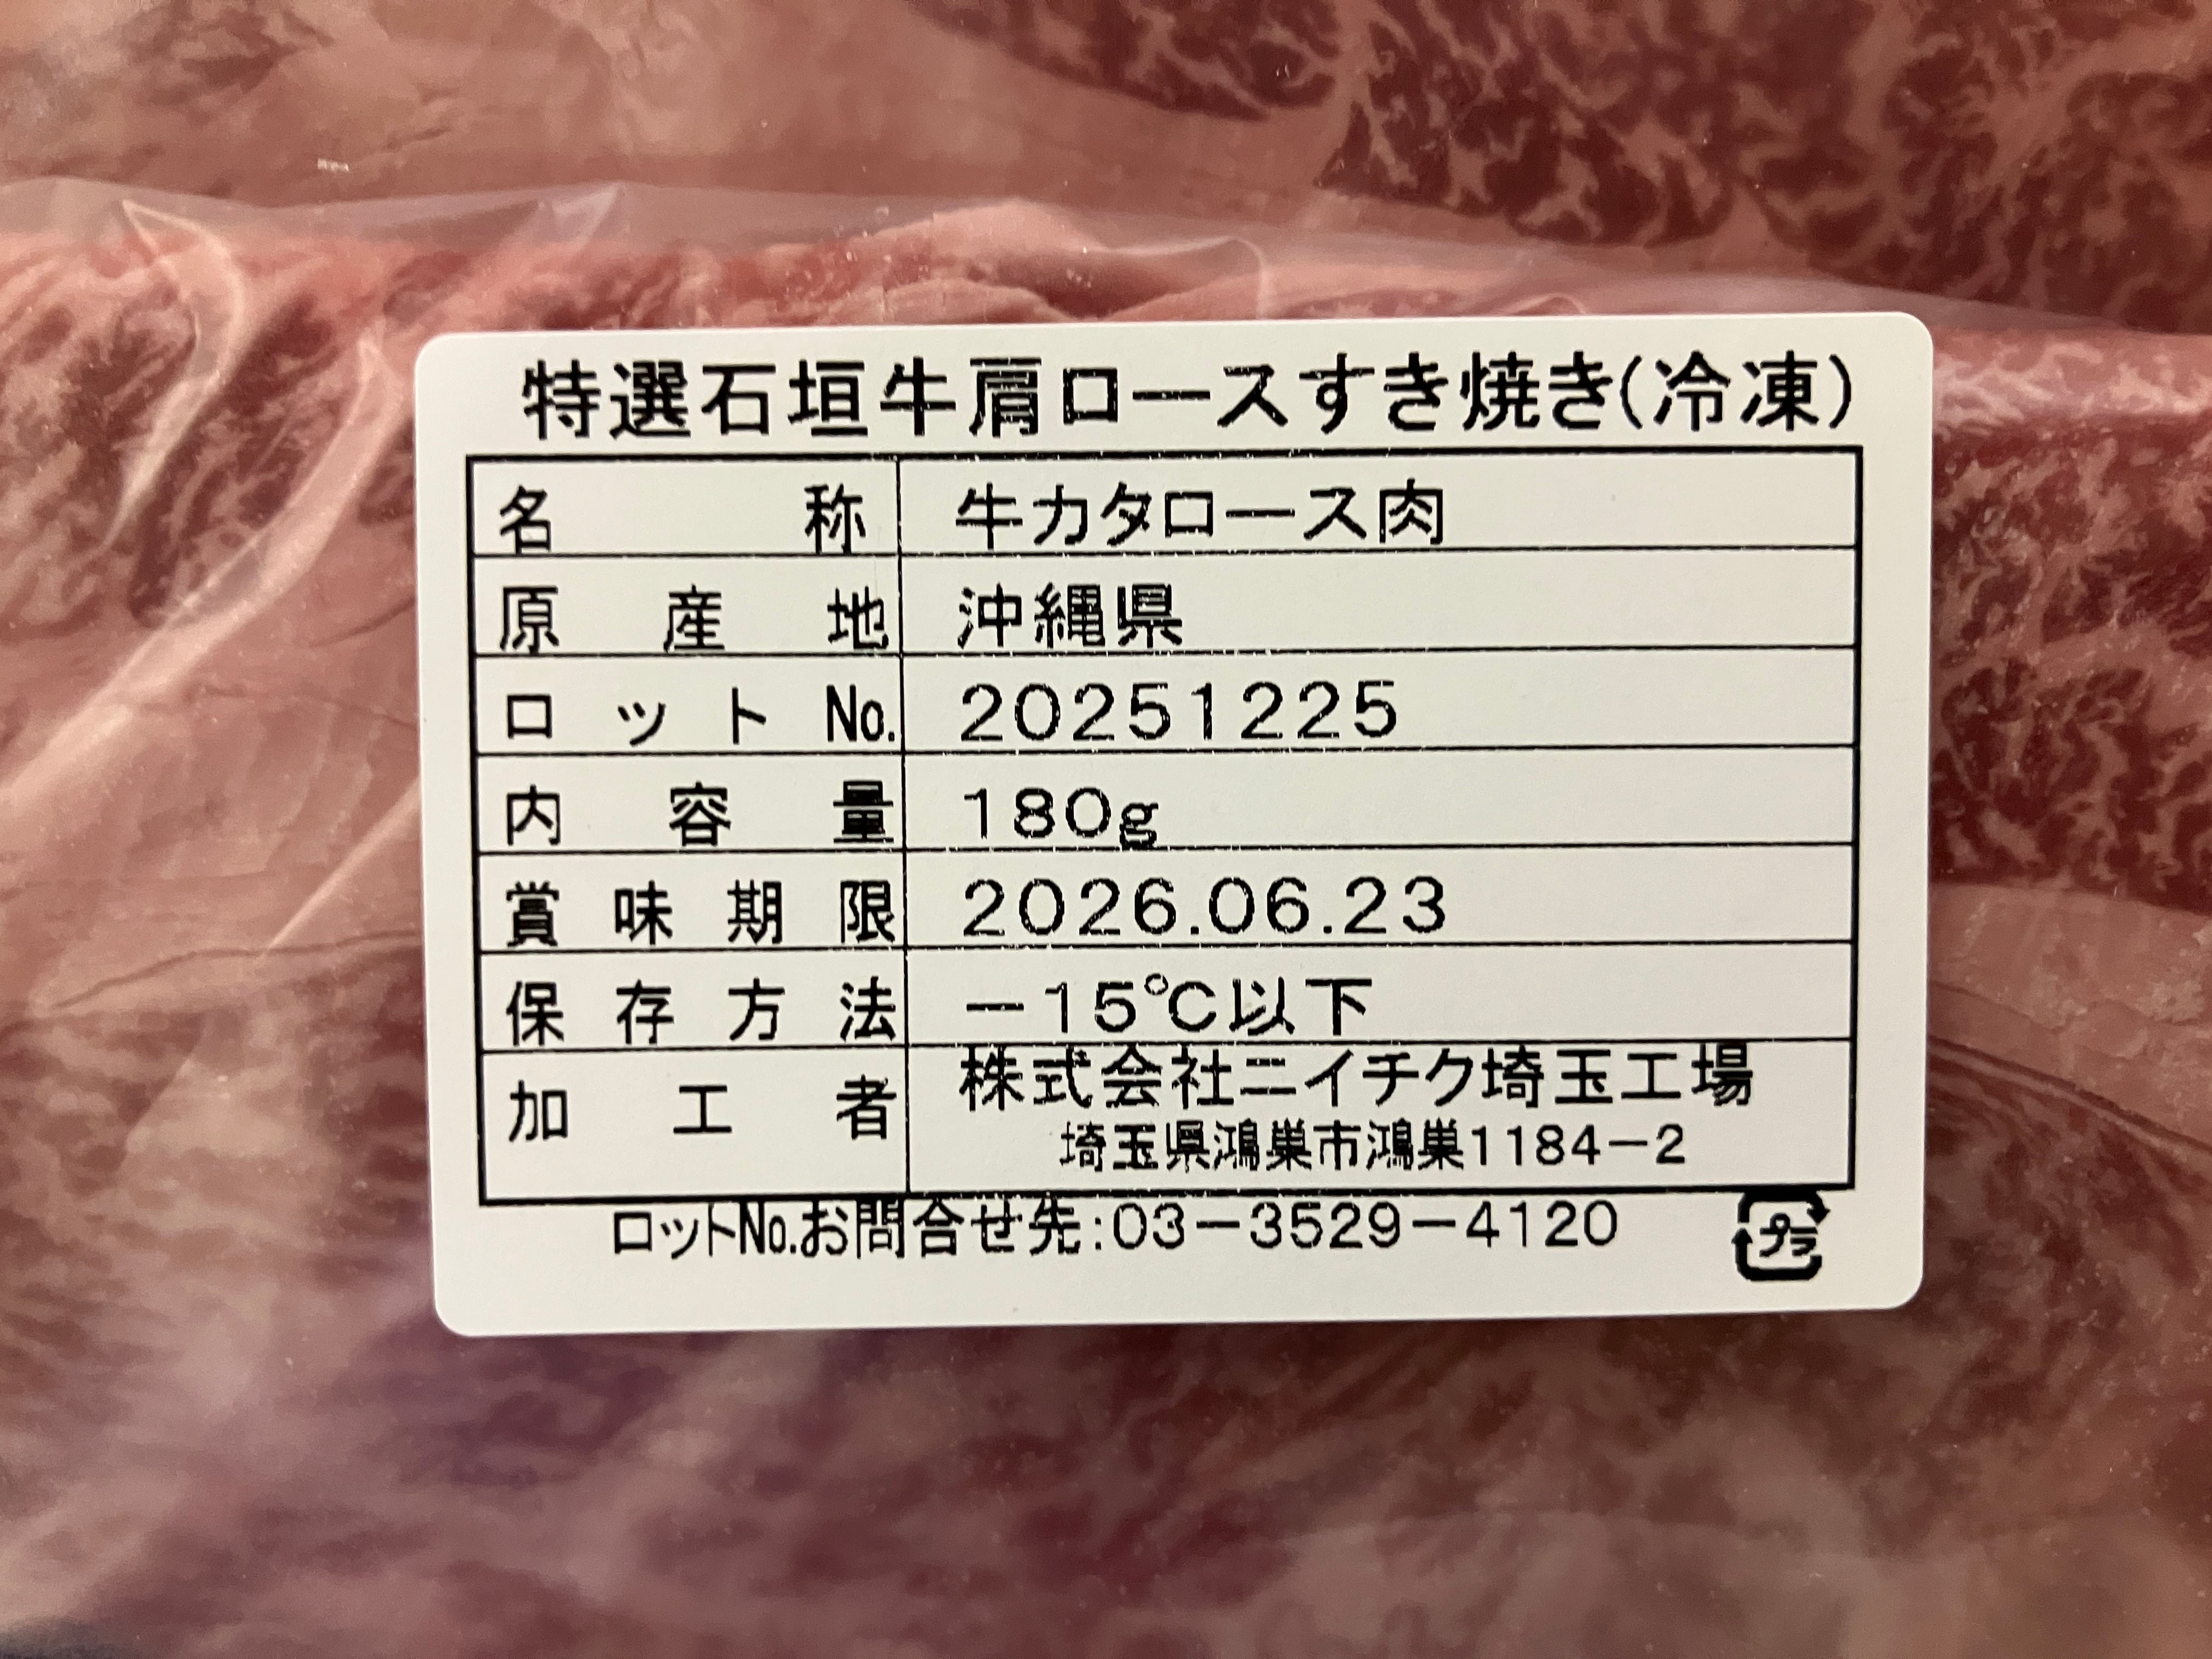 特選石垣牛肩ロースすき焼き(冷凍)
名称 牛カタロース肉
原産地 沖縄県
ロットNo. 20251225
内容量 180g
賞味期限 2026.06.23
保存方法 －15℃以下
加工者 株式会社ニイチク埼玉工場
埼玉県鴻巣市鴻巣1184－2
ロットNo.お問合せ先:03－3529－4120
プラ